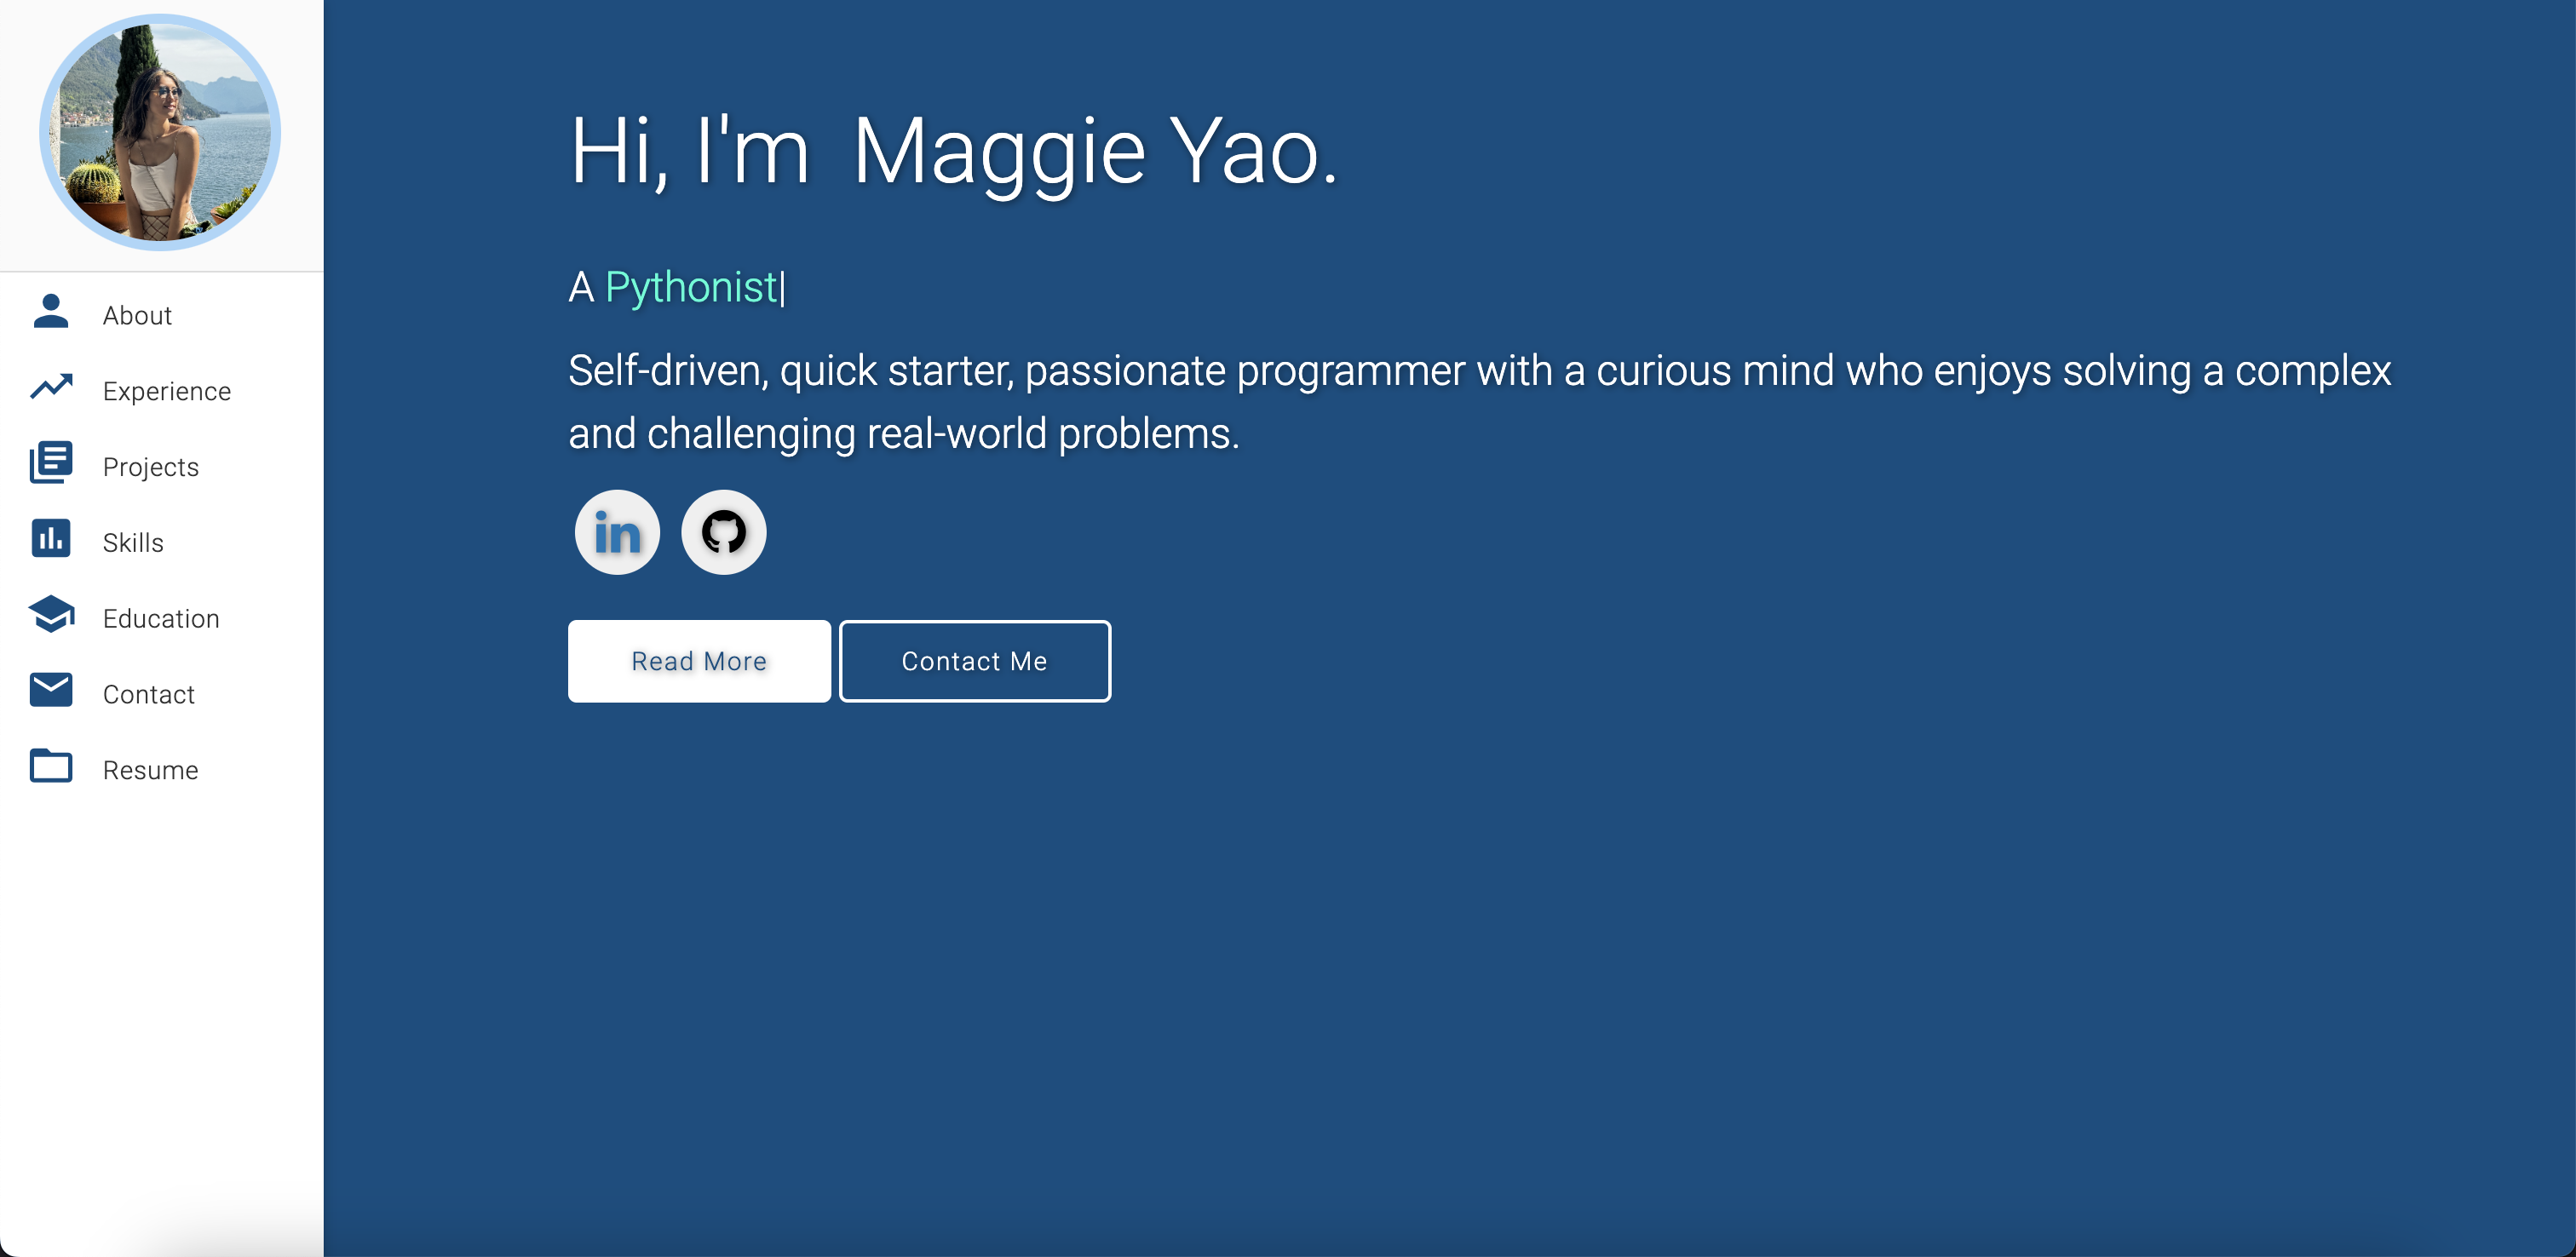 About
Experience
Projects
Skills
Education
Contact
Resume
Hi, I'm Maggie Yao.
A Pythonist|
Self-driven, quick starter, passionate programmer with a curious mind who enjoys solving a complex
and challenging real-world problems.
in
Read More
Contact Me